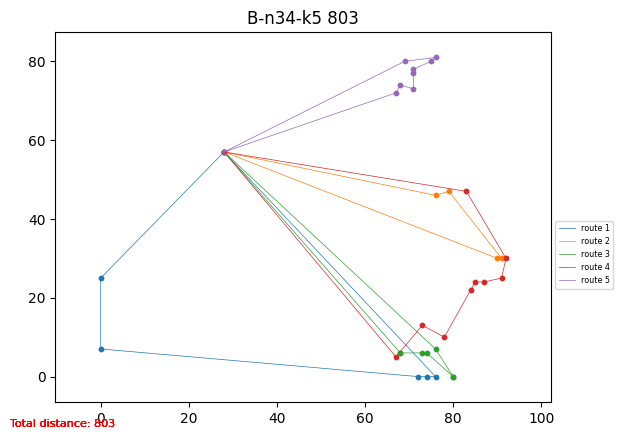 B-n34-k5 803
80
60
40
20
0
0 20 40 60 80 100
route 1
route 2
route 3
route 4
route 5
Total distance: 803